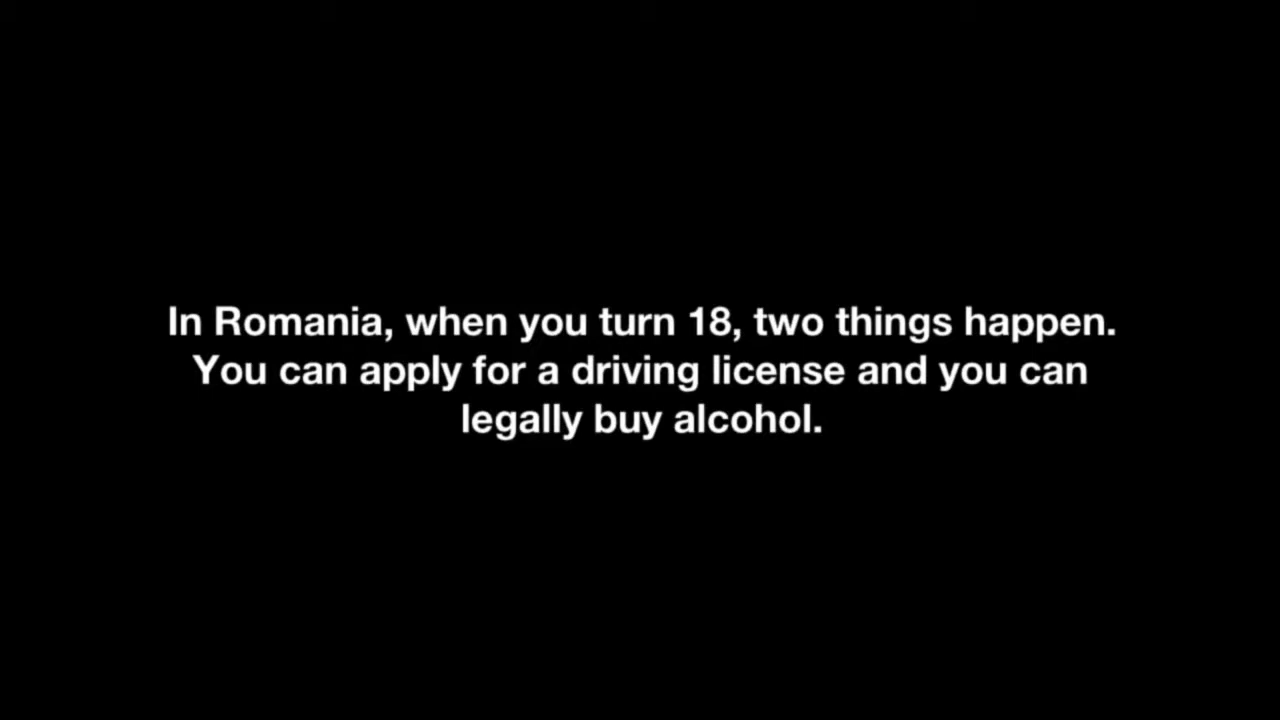 In Romania, when you turn 18, two things happen.
You can apply for a driving license and you can
legally buy alcohol.